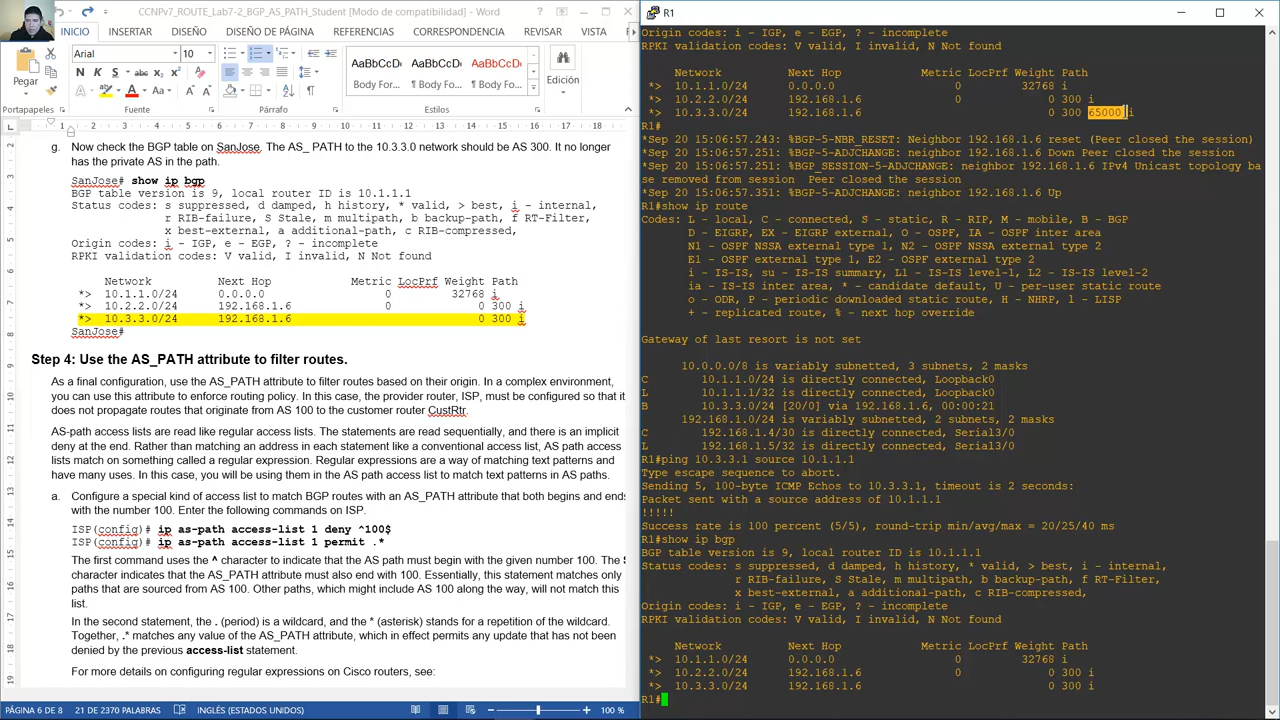 CCNPv7_ROUTE_Lab7-2_BGP_AS_PATH_Student [Modo de compatibilidad] - Word
INICIO INSERTAR DISEÑO DISEÑO DE PÁGINA REFERENCIAS CORRESPONDENCIA REVISAR VISTA
Pegar
Arial 10
N K S abc x₂ x²
AaBbCcD AaBbCcD AaBbCcD
¶ Body For... ¶ Body For... ¶ Body For...
Edición
Portapapeles Fuente Párrafo Estilos
g. Now check the BGP table on SanJose. The AS_ PATH to the 10.3.3.0 network should be AS 300. It no longer
has the private AS in the path.
SanJose# show ip bgp
BGP table version is 9, local router ID is 10.1.1.1
Status codes: s suppressed, d damped, h history, * valid, > best, i - internal,
r RIB-failure, S Stale, m multipath, b backup-path, f RT-Filter,
x best-external, a additional-path, c RIB-compressed,
Origin codes: i - IGP, e - EGP, ? - incomplete
RPKI validation codes: V valid, I invalid, N Not found
Network Next Hop Metric LocPrf Weight Path
*> 10.1.1.0/24 0.0.0.0 0 32768 i
*> 10.2.2.0/24 192.168.1.6 0 0 300 i
*> 10.3.3.0/24 192.168.1.6 0 300 i
SanJose#
Step 4: Use the AS_PATH attribute to filter routes.
As a final configuration, use the AS_PATH attribute to filter routes based on their origin. In a complex environment,
you can use this attribute to enforce routing policy. In this case, the provider router, ISP, must be configured so that it
does not propagate routes that originate from AS 100 to the customer router CustRtr.
AS-path access lists are read like regular access lists. The statements are read sequentially, and there is an implicit
deny at the end. Rather than matching an address in each statement like a conventional access list, AS path access
lists match on something called a regular expression. Regular expressions are a way of matching text patterns and
have many uses. In this case, you will be using them in the AS path access list to match text patterns in AS paths.
a. Configure a special kind of access list to match BGP routes with an AS_PATH attribute that both begins and ends
with the number 100. Enter the following commands on ISP.
ISP(config)# ip as-path access-list 1 deny ^100$
ISP(config)# ip as-path access-list 1 permit .*
The first command uses the ^ character to indicate that the AS path must begin with the given number 100. The $
character indicates that the AS_PATH attribute must also end with 100. Essentially, this statement matches only
paths that are sourced from AS 100. Other paths, which might include AS 100 along the way, will not match this
list.
In the second statement, the . (period) is a wildcard, and the * (asterisk) stands for a repetition of the wildcard.
Together, .* matches any value of the AS_PATH attribute, which in effect permits any update that has not been
denied by the previous access-list statement.
For more details on configuring regular expressions on Cisco routers, see:
PÁGINA 6 DE 8 21 DE 2370 PALABRAS INGLÉS (ESTADOS UNIDOS) 100 %
R1
Origin codes: i - IGP, e - EGP, ? - incomplete
RPKI validation codes: V valid, I invalid, N Not found
Network Next Hop Metric LocPrf Weight Path
*> 10.1.1.0/24 0.0.0.0 0 32768 i
*> 10.2.2.0/24 192.168.1.6 0 0 300 i
*> 10.3.3.0/24 192.168.1.6 0 300 65000 i
R1#
*Sep 20 15:06:57.243: %BGP-5-NBR_RESET: Neighbor 192.168.1.6 reset (Peer closed the session)
*Sep 20 15:06:57.251: %BGP-5-ADJCHANGE: neighbor 192.168.1.6 Down Peer closed the session
*Sep 20 15:06:57.251: %BGP_SESSION-5-ADJCHANGE: neighbor 192.168.1.6 IPv4 Unicast topology ba
se removed from session Peer closed the session
*Sep 20 15:06:57.351: %BGP-5-ADJCHANGE: neighbor 192.168.1.6 Up
R1#show ip route
Codes: L - local, C - connected, S - static, R - RIP, M - mobile, B - BGP
D - EIGRP, EX - EIGRP external, O - OSPF, IA - OSPF inter area
N1 - OSPF NSSA external type 1, N2 - OSPF NSSA external type 2
E1 - OSPF external type 1, E2 - OSPF external type 2
i - IS-IS, su - IS-IS summary, L1 - IS-IS level-1, L2 - IS-IS level-2
ia - IS-IS inter area, * - candidate default, U - per-user static route
o - ODR, P - periodic downloaded static route, H - NHRP, l - LISP
+ - replicated route, % - next hop override
Gateway of last resort is not set
10.0.0.0/8 is variably subnetted, 3 subnets, 2 masks
C 10.1.1.0/24 is directly connected, Loopback0
L 10.1.1.1/32 is directly connected, Loopback0
B 10.3.3.0/24 [20/0] via 192.168.1.6, 00:00:21
192.168.1.0/24 is variably subnetted, 2 subnets, 2 masks
C 192.168.1.4/30 is directly connected, Serial3/0
L 192.168.1.5/32 is directly connected, Serial3/0
R1#ping 10.3.3.1 source 10.1.1.1
Type escape sequence to abort.
Sending 5, 100-byte ICMP Echos to 10.3.3.1, timeout is 2 seconds:
Packet sent with a source address of 10.1.1.1
!!!!!
Success rate is 100 percent (5/5), round-trip min/avg/max = 20/25/40 ms
R1#show ip bgp
BGP table version is 9, local router ID is 10.1.1.1
Status codes: s suppressed, d damped, h history, * valid, > best, i - internal,
r RIB-failure, S Stale, m multipath, b backup-path, f RT-Filter,
x best-external, a additional-path, c RIB-compressed,
Origin codes: i - IGP, e - EGP, ? - incomplete
RPKI validation codes: V valid, I invalid, N Not found
Network Next Hop Metric LocPrf Weight Path
*> 10.1.1.0/24 0.0.0.0 0 32768 i
*> 10.2.2.0/24 192.168.1.6 0 0 300 i
*> 10.3.3.0/24 192.168.1.6 0 300 i
R1#